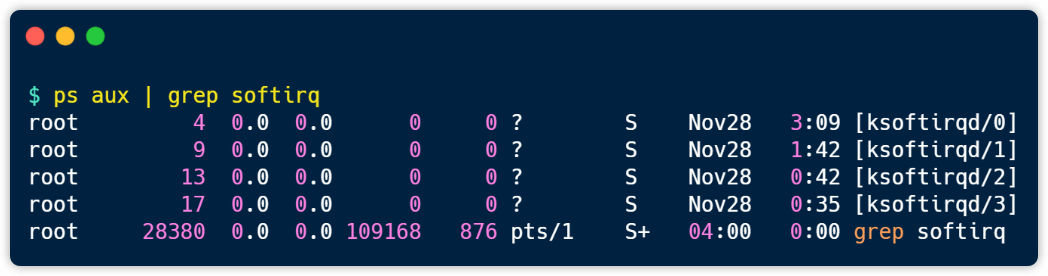 $ ps aux | grep softirq
root         4  0.0  0.0      0     0 ?        S    Nov28   3:09 [ksoftirqd/0]
root         9  0.0  0.0      0     0 ?        S    Nov28   1:42 [ksoftirqd/1]
root        13  0.0  0.0      0     0 ?        S    Nov28   0:42 [ksoftirqd/2]
root        17  0.0  0.0      0     0 ?        S    Nov28   0:35 [ksoftirqd/3]
root     28380  0.0  0.0 109168   876 pts/1    S+   04:00   0:00 grep softirq